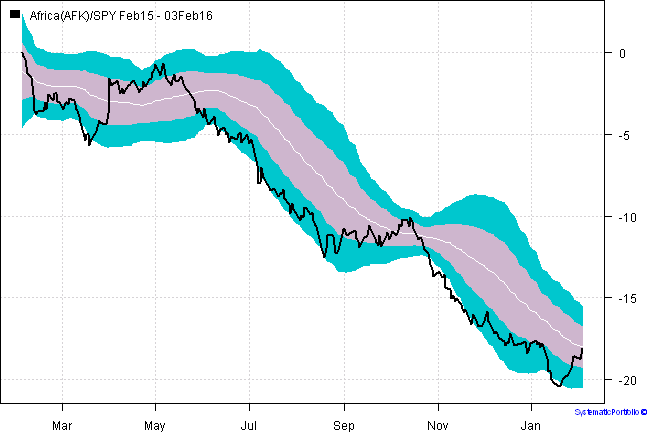 Africa(AFK)/SPY Feb15 - 03Feb16
0
-5
-10
-15
-20
Mar May Jul Sep Nov Jan
SystematicPortfolio ©